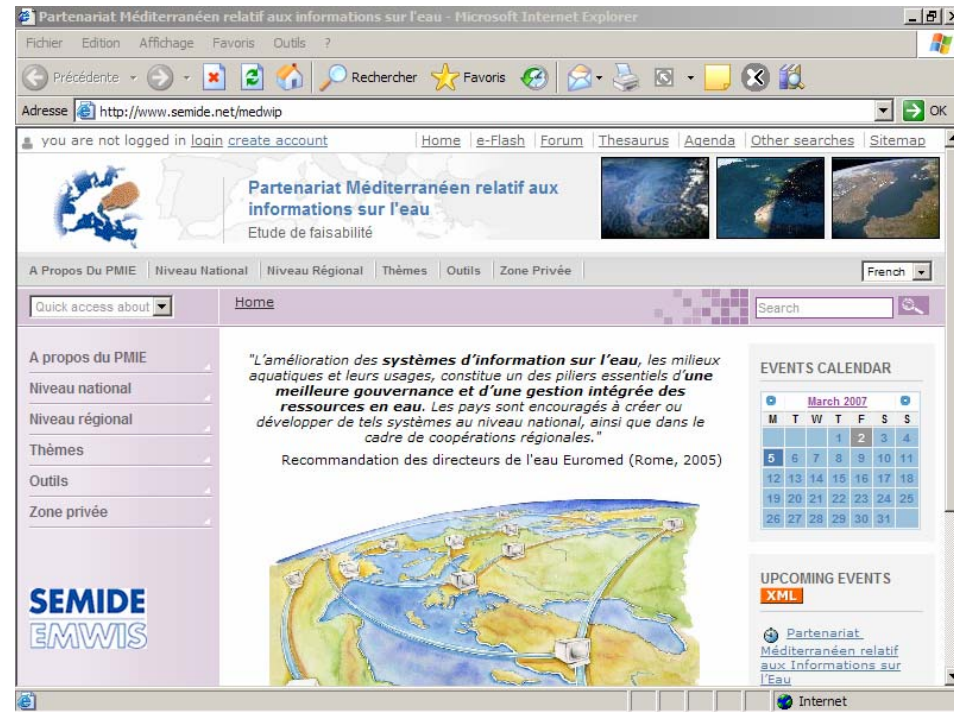 Partenariat Méditerranéen relatif aux informations sur l'eau - Microsoft Internet Explorer
Fichier Edition Affichage Favoris Outils ?
Précédente Rechercher Favoris
Adresse http://www.semide.net/medwip OK
you are not logged in login create account Home e-Flash Forum Thesaurus Agenda Other searches Sitemap
Partenariat Méditerranéen relatif aux
informations sur l'eau
Etude de faisabilité
A Propos Du PMIE Niveau National Niveau Régional Thèmes Outils Zone Privée French
Quick access about Home Search
A propos du PMIE
Niveau national
Niveau régional
Thèmes
Outils
Zone privée
SEMIDE
EMWIS
"L'amélioration des systèmes d'information sur l'eau, les milieux
aquatiques et leurs usages, constitue un des piliers essentiels d'une
meilleure gouvernance et d'une gestion intégrée des
ressources en eau. Les pays sont encouragés à créer ou
développer de tels systèmes au niveau national, ainsi que dans le
cadre de coopérations régionales."
Recommandation des directeurs de l'eau Euromed (Rome, 2005)
EVENTS CALENDAR
March 2007
M T W T F S S
1 2 3 4
5 6 7 8 9 10 11
12 13 14 15 16 17 18
19 20 21 22 23 24 25
26 27 28 29 30 31
UPCOMING EVENTS
XML
Partenariat
Méditerranéen relatif
aux Informations sur
l'Eau
Internet